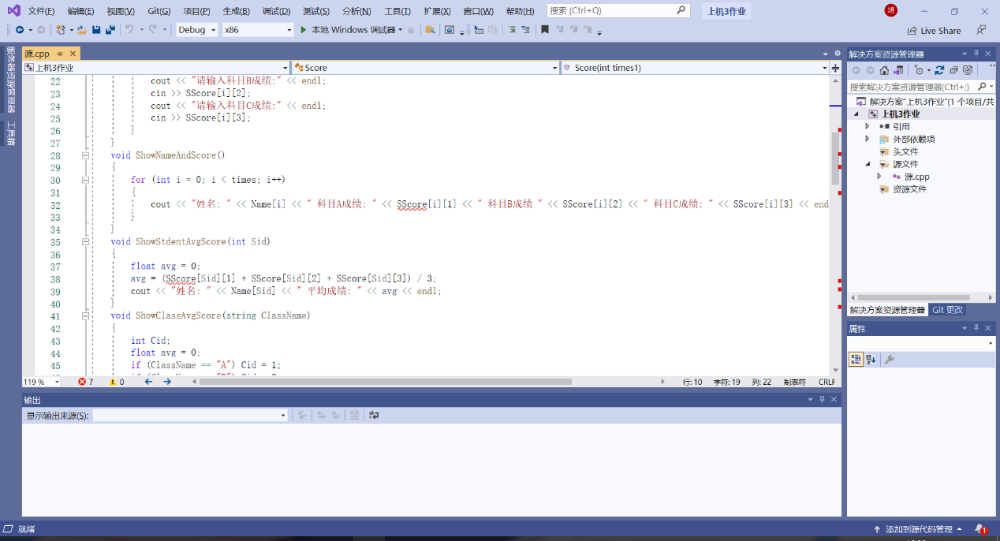 文件(F) 编辑(E) 视图(V) Git(G) 项目(P) 生成(B) 调试(D) 测试(S) 分析(N) 工具(T) 扩展(X) 窗口(W) 帮助(H) 搜索 (Ctrl+Q) 上机3作业 培
Debug x86 本地 Windows 调试器 Live Share
服务器资源管理器
工具箱
源.cpp
上机3作业 Score Score(int times1)
22 cout << "请输入科目B成绩:" << endl;
23 cin >> SScore[i][2];
24 cout << "请输入科目C成绩:" << endl;
25 cin >> SScore[i][3];
26 }
27 }
28 void ShowNameAndScore()
29 {
30 for (int i = 0; i < times; i++)
31 {
32 cout << "姓名: " << Name[i] << " 科目A成绩: " << SScore[i][1] << " 科目B成绩 " << SScore[i][2] << " 科目C成绩: " << SScore[i][3] << end
33 }
34 }
35 void ShowStdentAvgScore(int Sid)
36 {
37 float avg = 0;
38 avg = (SScore[Sid][1] + SScore[Sid][2] + SScore[Sid][3]) / 3;
39 cout << "姓名: " << Name[Sid] << " 平均成绩: " << avg << endl;
40 }
41 void ShowClassAvgScore(string ClassName)
42 {
43 int Cid;
44 float avg = 0;
45 if (ClassName == "A") Cid = 1;
119 % 7 0 行: 10 字符: 19 列: 22 制表符 CRLF
输出
显示输出来源(S):
解决方案资源管理器
搜索解决方案资源管理器(Ctrl+;)
解决方案"上机3作业"(1 个项目/共
上机3作业
引用
外部依赖项
头文件
源文件
源.cpp
资源文件
解决方案资源管理器 Git 更改
属性
就绪 添加到源代码管理 1